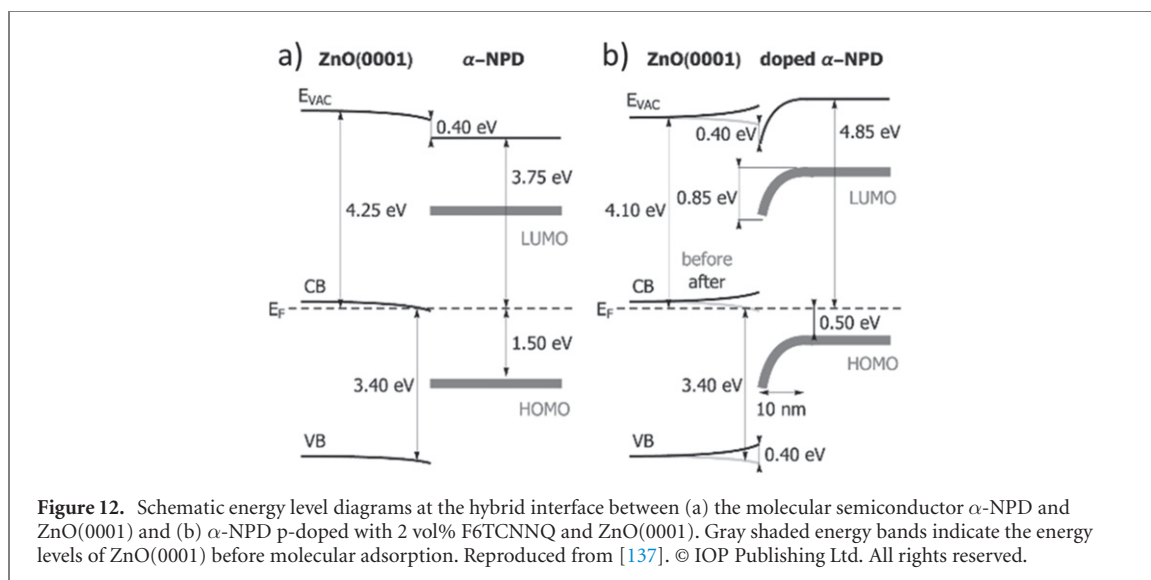 a) ZnO(0001) α-NPD
E_VAC
0.40 eV
3.75 eV
4.25 eV
LUMO
CB
E_F
1.50 eV
3.40 eV
HOMO
VB
b) ZnO(0001) doped α-NPD
E_VAC
0.40 eV
4.85 eV
0.85 eV
LUMO
4.10 eV
before
after
CB
E_F
0.50 eV
HOMO
3.40 eV
10 nm
VB
0.40 eV
Figure 12. Schematic energy level diagrams at the hybrid interface between (a) the molecular semiconductor α-NPD and
ZnO(0001) and (b) α-NPD p-doped with 2 vol% F6TCNNQ and ZnO(0001). Gray shaded energy bands indicate the energy
levels of ZnO(0001) before molecular adsorption. Reproduced from [137]. © IOP Publishing Ltd. All rights reserved.